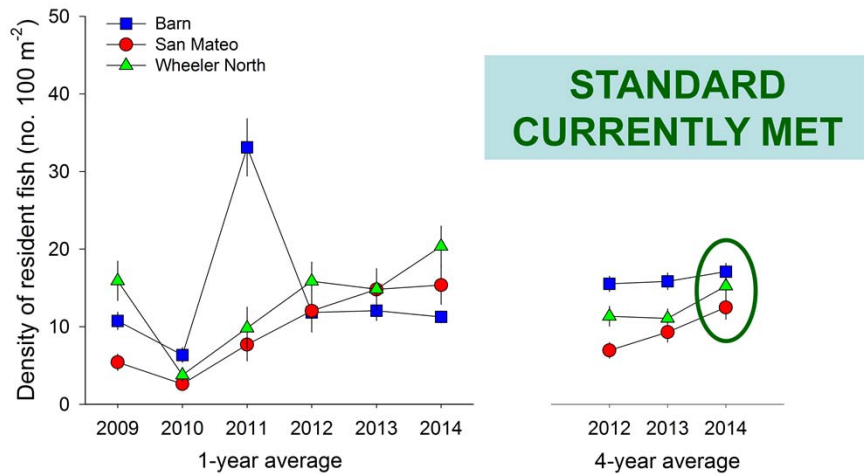 50
40
30
20
10
0
Density of resident fish (no. 100 m⁻²)
Barn
San Mateo
Wheeler North
STANDARD
CURRENTLY MET
2009 2010 2011 2012 2013 2014
1-year average
2012 2013 2014
4-year average